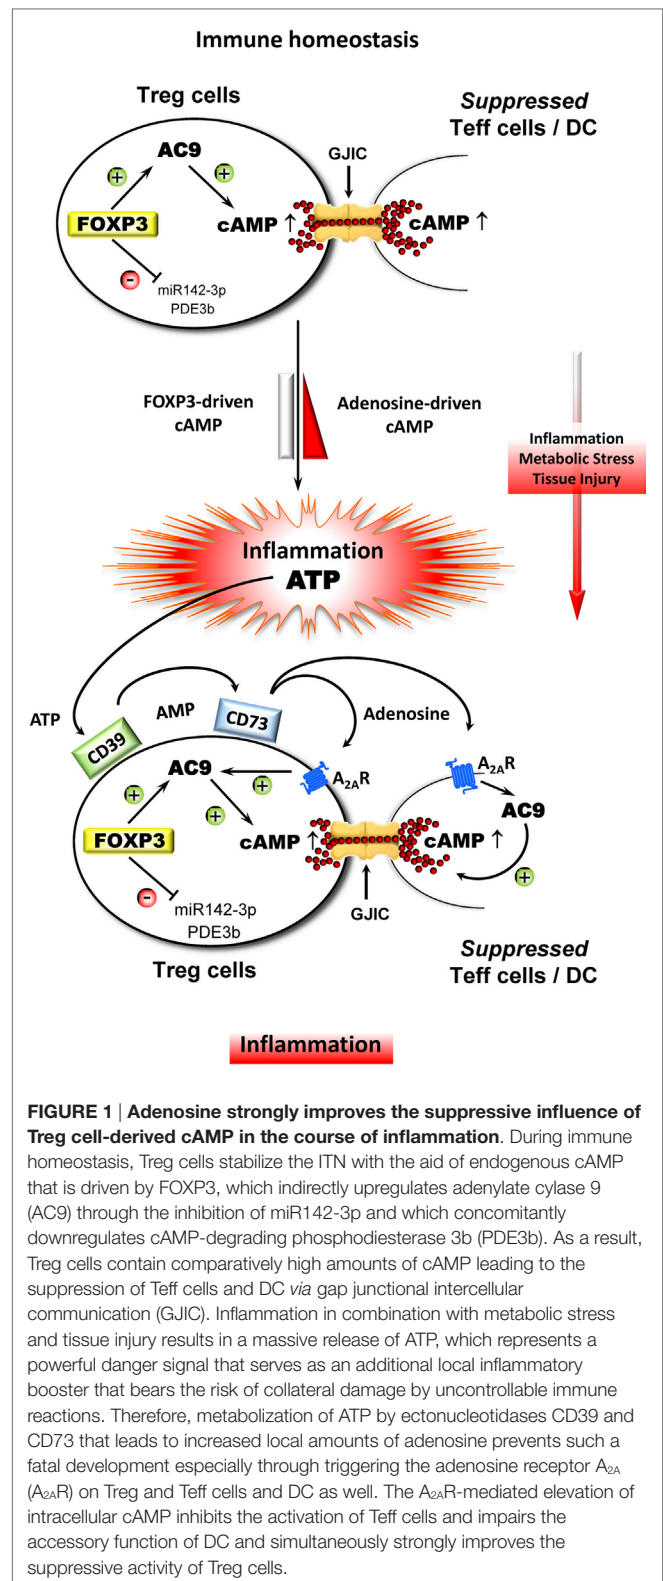 Immune homeostasis
Treg cells
Suppressed
Teff cells / DC
GJIC
AC9
+
+
FOXP3
cAMP ↑
cAMP ↑
-
miR142-3p
PDE3b
FOXP3-driven
cAMP
Adenosine-driven
cAMP
Inflammation
Metabolic Stress
Tissue Injury
Inflammation
ATP
ATP
AMP
CD39
CD73
Adenosine
A2AR
A2AR
AC9
+
AC9
+
+
FOXP3
cAMP ↑
cAMP ↑
+
-
miR142-3p
PDE3b
GJIC
Treg cells
Suppressed
Teff cells / DC
Inflammation
FIGURE 1 | Adenosine strongly improves the suppressive influence of
Treg cell-derived cAMP in the course of inflammation. During immune
homeostasis, Treg cells stabilize the ITN with the aid of endogenous cAMP
that is driven by FOXP3, which indirectly upregulates adenylate cylase 9
(AC9) through the inhibition of miR142-3p and which concomitantly
downregulates cAMP-degrading phosphodiesterase 3b (PDE3b). As a result,
Treg cells contain comparatively high amounts of cAMP leading to the
suppression of Teff cells and DC via gap junctional intercellular
communication (GJIC). Inflammation in combination with metabolic stress
and tissue injury results in a massive release of ATP, which represents a
powerful danger signal that serves as an additional local inflammatory
booster that bears the risk of collateral damage by uncontrollable immune
reactions. Therefore, metabolization of ATP by ectonucleotidases CD39 and
CD73 that leads to increased local amounts of adenosine prevents such a
fatal development especially through triggering the adenosine receptor A2A
(A2AR) on Treg and Teff cells and DC as well. The A2AR-mediated elevation of
intracellular cAMP inhibits the activation of Teff cells and impairs the
accessory function of DC and simultaneously strongly improves the
suppressive activity of Treg cells.